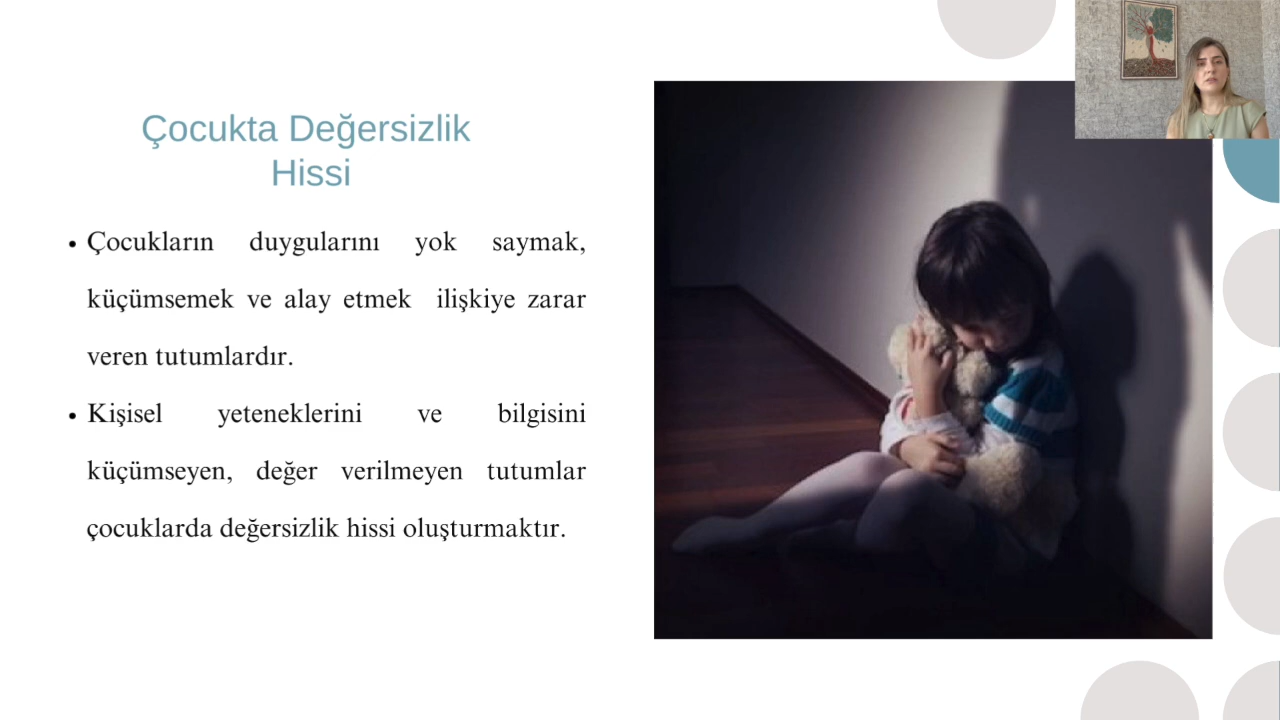 Çocukta Değersizlik
Hissi
• Çocukların duygularını yok saymak,
küçümsemek ve alay etmek ilişkiye zarar
veren tutumlardır.
• Kişisel yeteneklerini ve bilgisini
küçümseyen, değer verilmeyen tutumlar
çocuklarda değersizlik hissi oluşturmaktır.